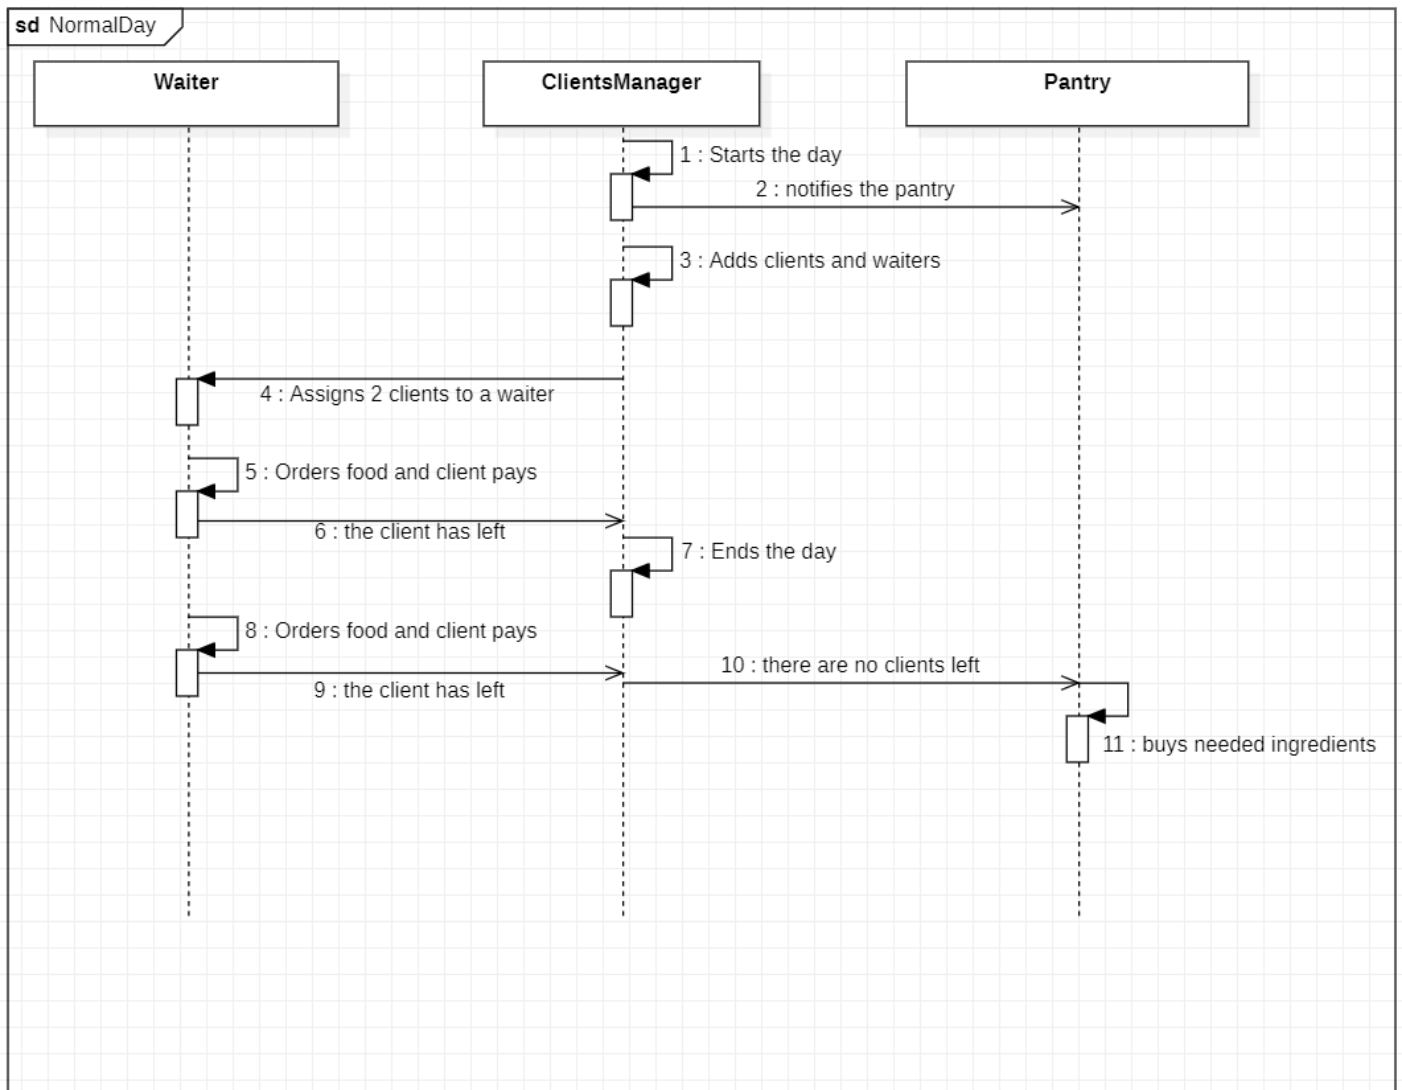 sd NormalDay
Waiter
ClientsManager
Pantry
1 : Starts the day
2 : notifies the pantry
3 : Adds clients and waiters
4 : Assigns 2 clients to a waiter
5 : Orders food and client pays
6 : the client has left
7 : Ends the day
8 : Orders food and client pays
9 : the client has left
10 : there are no clients left
11 : buys needed ingredients